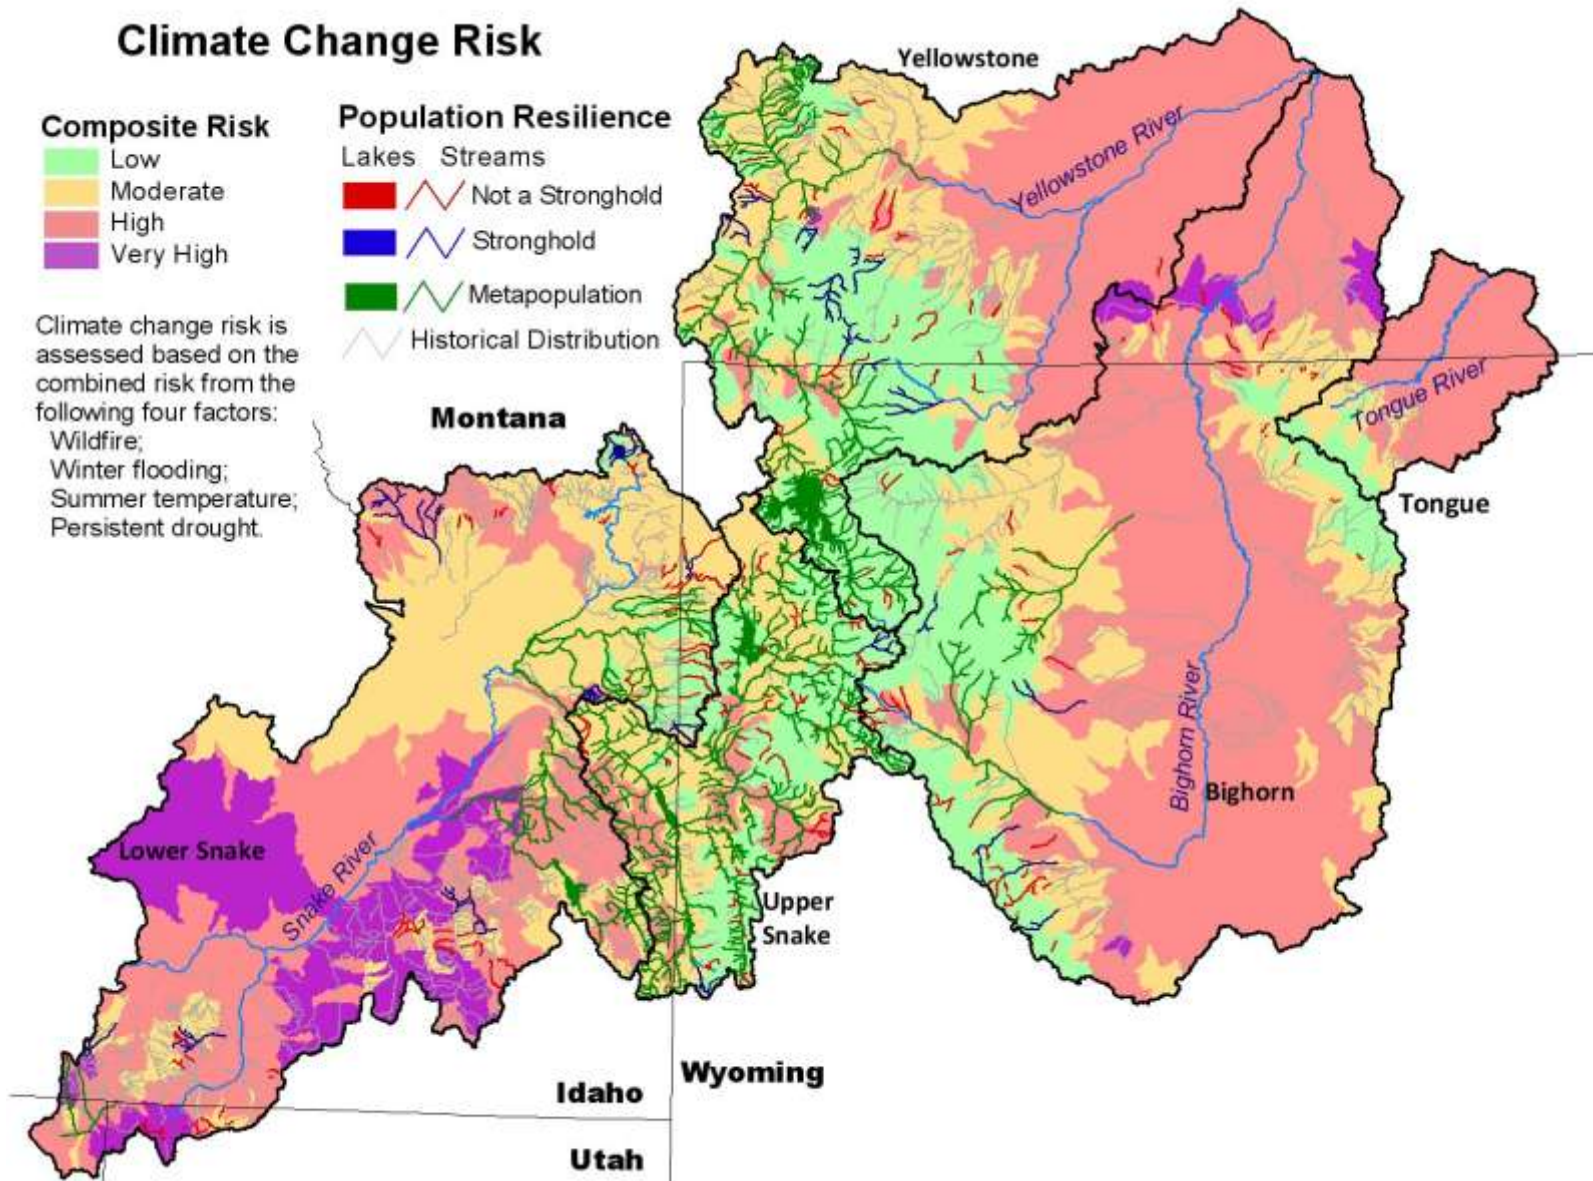 Climate Change Risk
Composite Risk
Low
Moderate
High
Very High
Population Resilience
Lakes Streams
Not a Stronghold
Stronghold
Metapopulation
Historical Distribution
Climate change risk is
assessed based on the
combined risk from the
following four factors:
Wildfire;
Winter flooding;
Summer temperature;
Persistent drought.
Yellowstone
Yellowstone River
Montana
Tongue River
Tongue
Bighorn River
Bighorn
Lower Snake
Snake River
Upper
Snake
Wyoming
Idaho
Utah